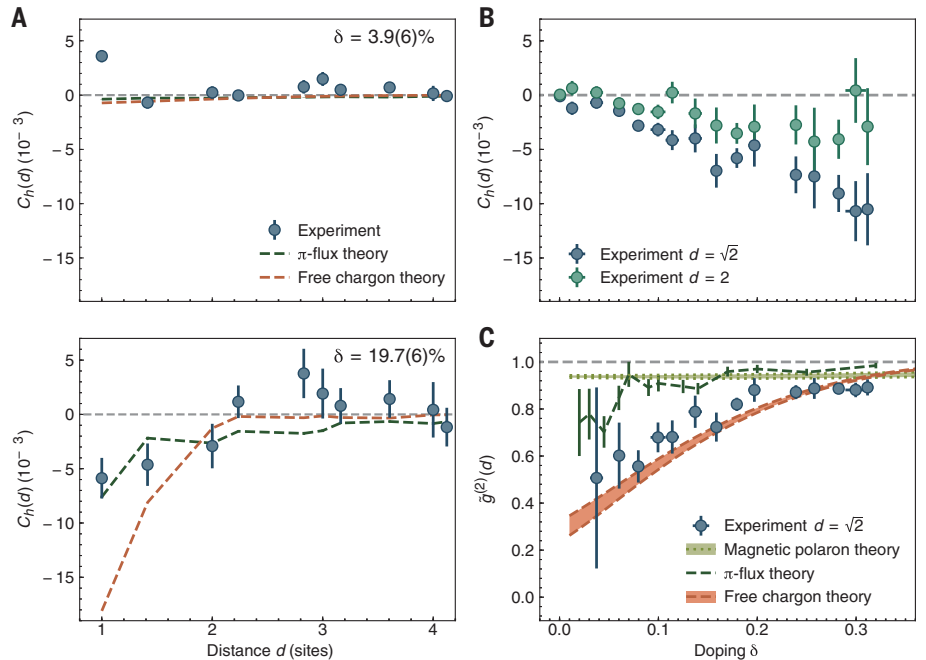 A
δ = 3.9(6)%
5
0
− 5
− 10
− 15
C_h(d) (10⁻³)
Experiment
π-flux theory
Free chargon theory
δ = 19.7(6)%
5
0
− 5
− 10
− 15
C_h(d) (10⁻³)
1 2 3 4
Distance d (sites)
B
5
0
−5
−10
−15
C_h(d) (10⁻³)
Experiment d = √2
Experiment d = 2
C
1.0
0.8
0.6
0.4
0.2
0.0
g̃⁽²⁾(d)
Experiment d = √2
Magnetic polaron theory
π-flux theory
Free chargon theory
0.0 0.1 0.2 0.3
Doping δ